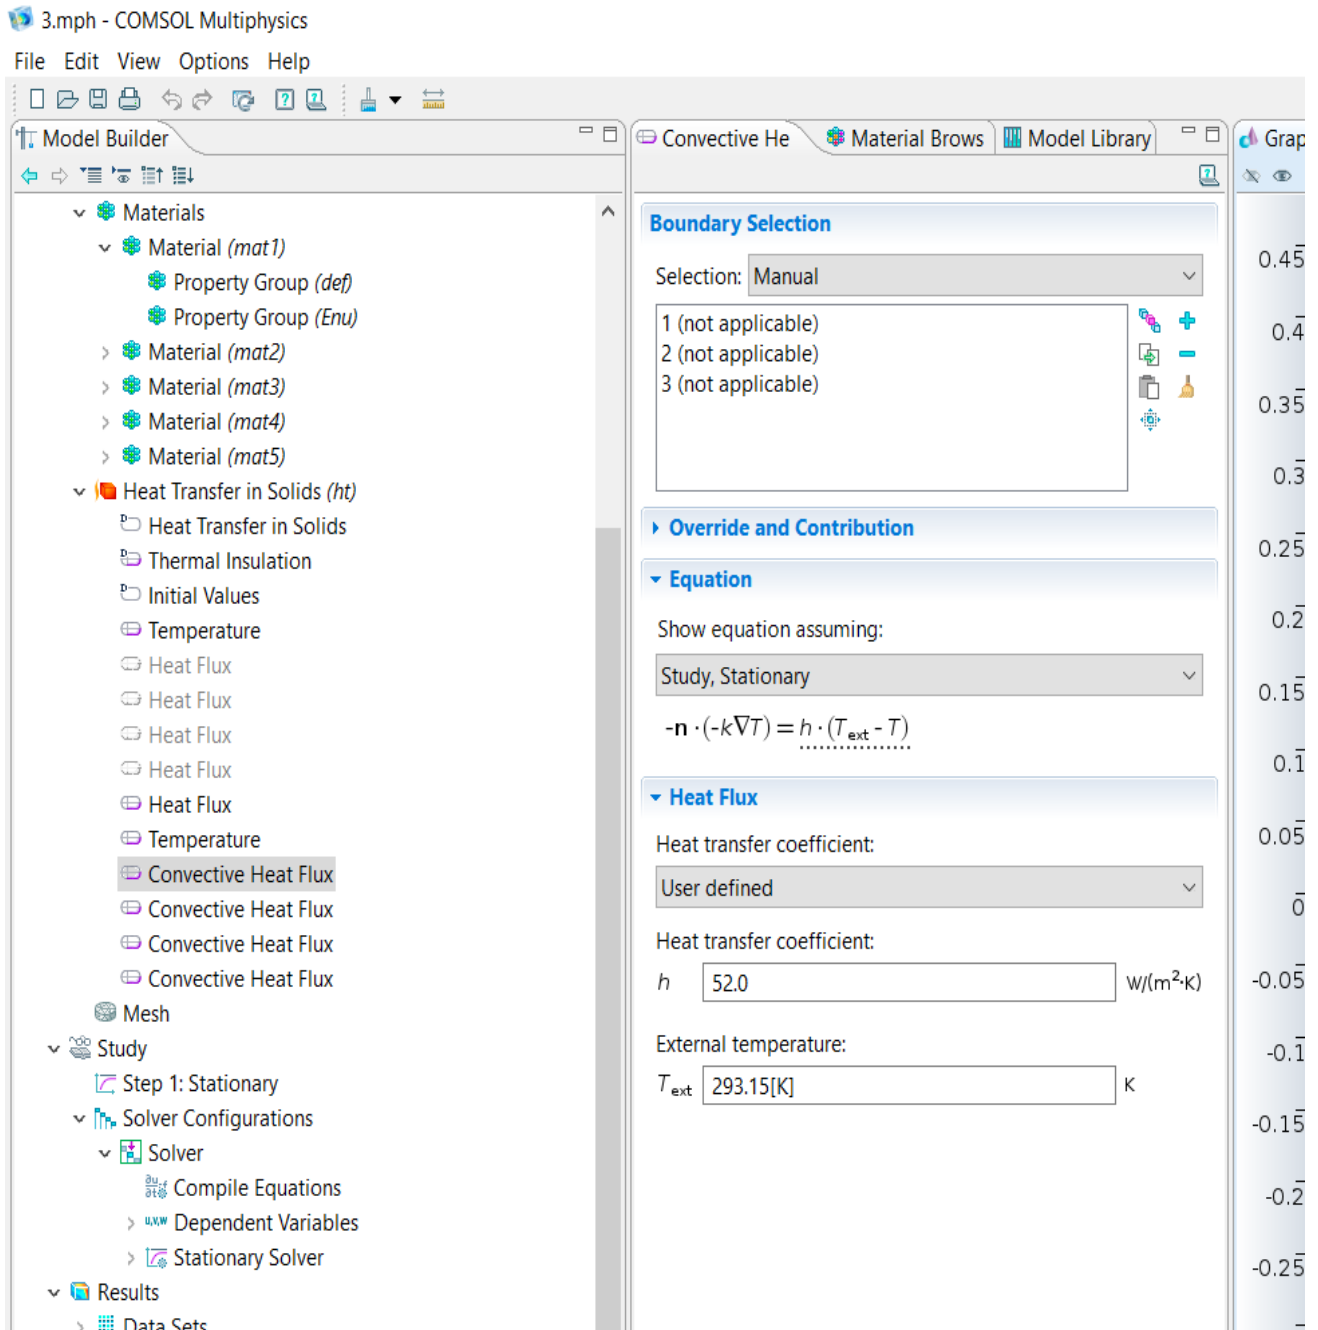 3.mph - COMSOL Multiphysics
File Edit View Options Help
Model Builder
Materials
Material (mat1)
Property Group (def)
Property Group (Enu)
Material (mat2)
Material (mat3)
Material (mat4)
Material (mat5)
Heat Transfer in Solids (ht)
Heat Transfer in Solids
Thermal Insulation
Initial Values
Temperature
Heat Flux
Heat Flux
Heat Flux
Heat Flux
Heat Flux
Temperature
Convective Heat Flux
Convective Heat Flux
Convective Heat Flux
Convective Heat Flux
Mesh
Study
Step 1: Stationary
Solver Configurations
Solver
Compile Equations
u,v,w Dependent Variables
Stationary Solver
Results
Data Sets
Convective He Material Brows Model Library
Boundary Selection
Selection: Manual
1 (not applicable)
2 (not applicable)
3 (not applicable)
Override and Contribution
Equation
Show equation assuming:
Study, Stationary
-n · (-k∇T) = h · (Text - T)
Heat Flux
Heat transfer coefficient:
User defined
Heat transfer coefficient:
h 52.0 W/(m²·K)
External temperature:
Text 293.15[K] K
Grap
0.45
0.4
0.35
0.3
0.25
0.2
0.15
0.1
0.05
0
-0.05
-0.1
-0.15
-0.2
-0.25